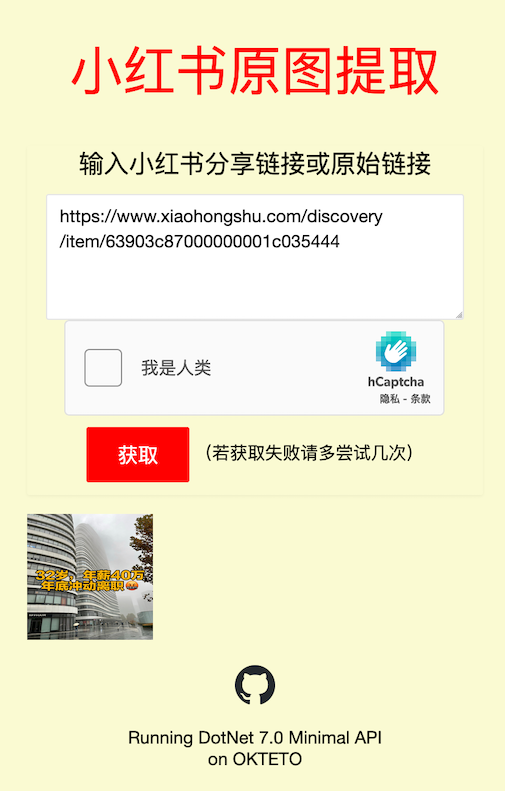 小红书原图提取
输入小红书分享链接或原始链接
https://www.xiaohongshu.com/discovery
/item/63903c87000000001c035444
我是人类
hCaptcha
隐私 - 条款
获取
(若获取失败请多尝试几次)
32岁，年薪40万
年底冲动离职
Running DotNet 7.0 Minimal API
on OKTETO